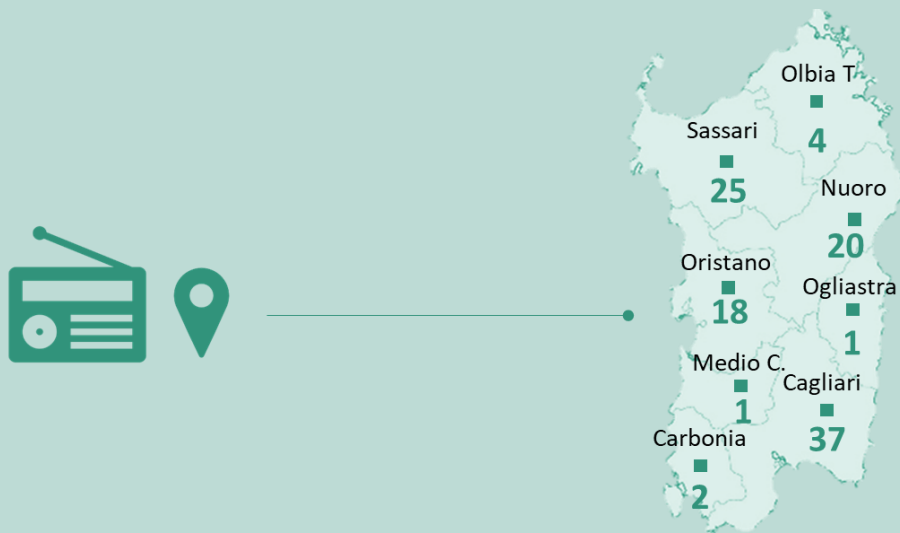 Olbia T
4
Sassari
25
Nuoro
20
Oristano
18
Ogliastra
1
Medio C.
1
Cagliari
37
Carbonia
2